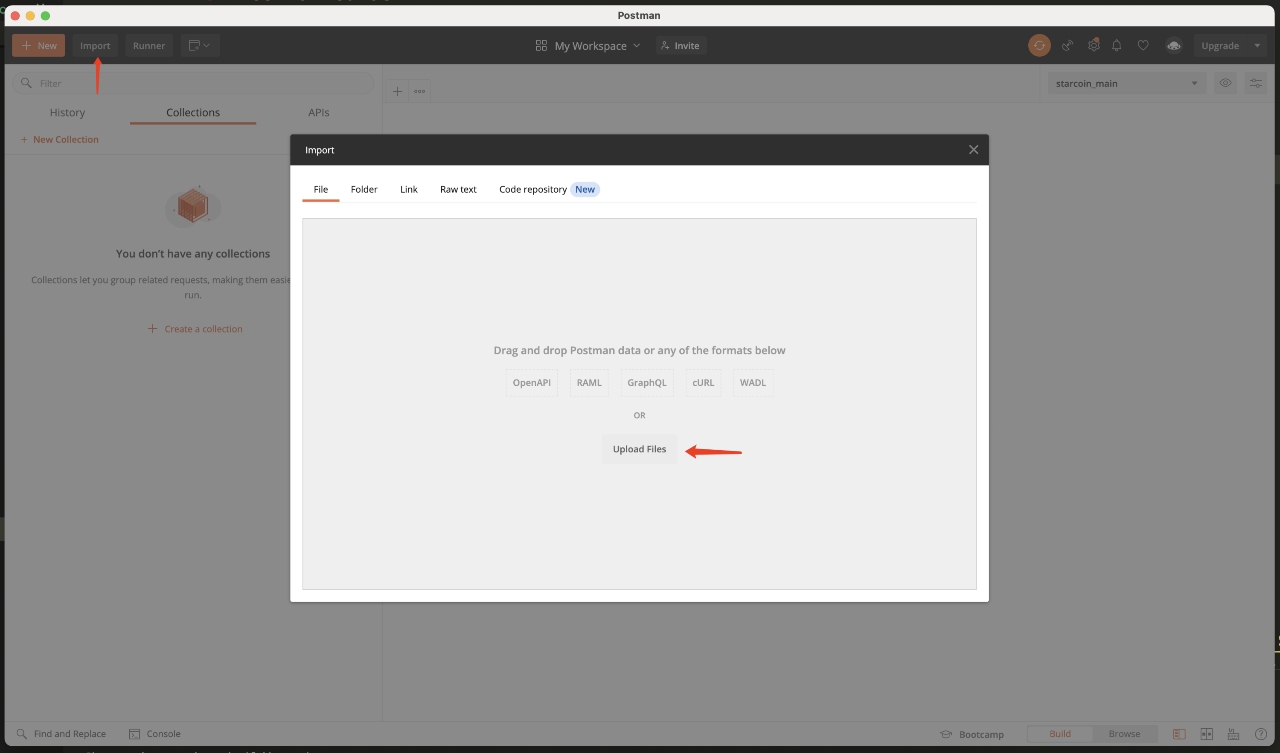 Postman
New Import Runner My Workspace Invite Upgrade
Filter
starcoin_main
History Collections APIs
New Collection
Import
File Folder Link Raw text Code repository New
You don't have any collections
Collections let you group related requests, making them easie
run.
Create a collection
Drag and drop Postman data or any of the formats below
OpenAPI RAML GraphQL cURL WADL
OR
Upload Files
Find and Replace Console Bootcamp Build Browse